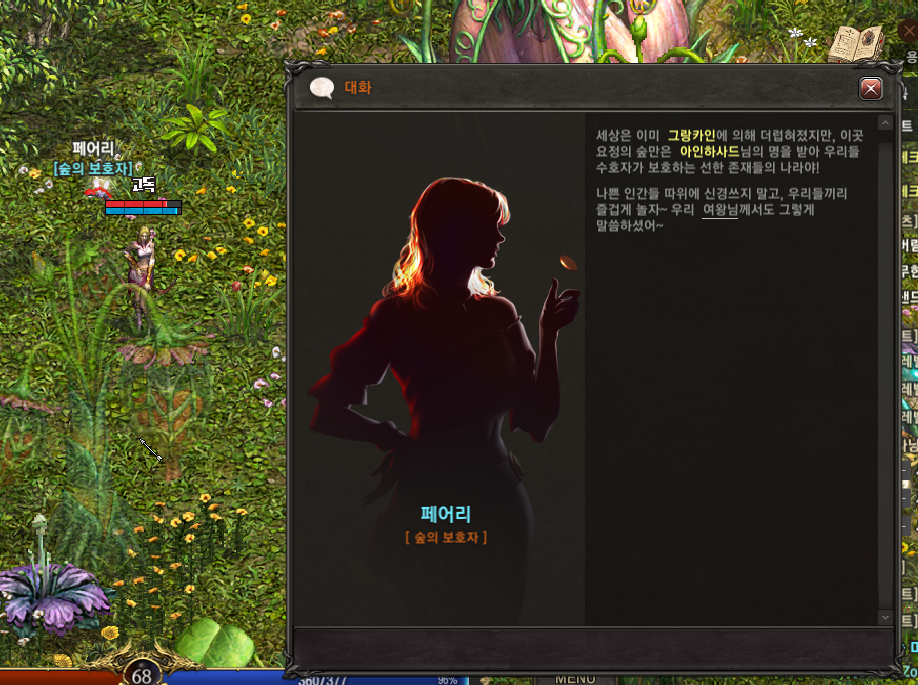 대화
페어리
[숲의 보호자]
고독
세상은 이미 그랑카인에 의해 더럽혀졌지만, 이곳
요정의 숲만은 아인하사드님의 명을 받아 우리들
수호자가 보호하는 선한 존재들의 나라야!
나쁜 인간들 따위에 신경쓰지 말고, 우리들끼리
즐겁게 놀자~ 우리 여왕님께서도 그렇게
말씀하셨어~
페어리
[ 숲의 보호자 ]
68
360/377
96%
MENU